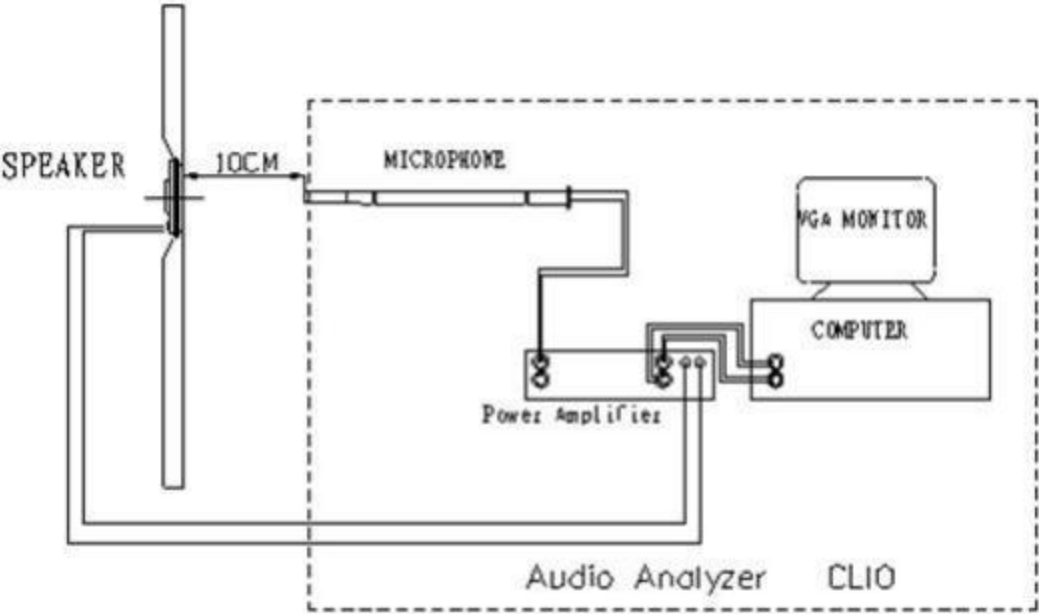 SPEAKER
10CM
MICROPHONE
VGA MONITOR
COMPUTER
Power Amplifier
Audio Analyzer CLIO